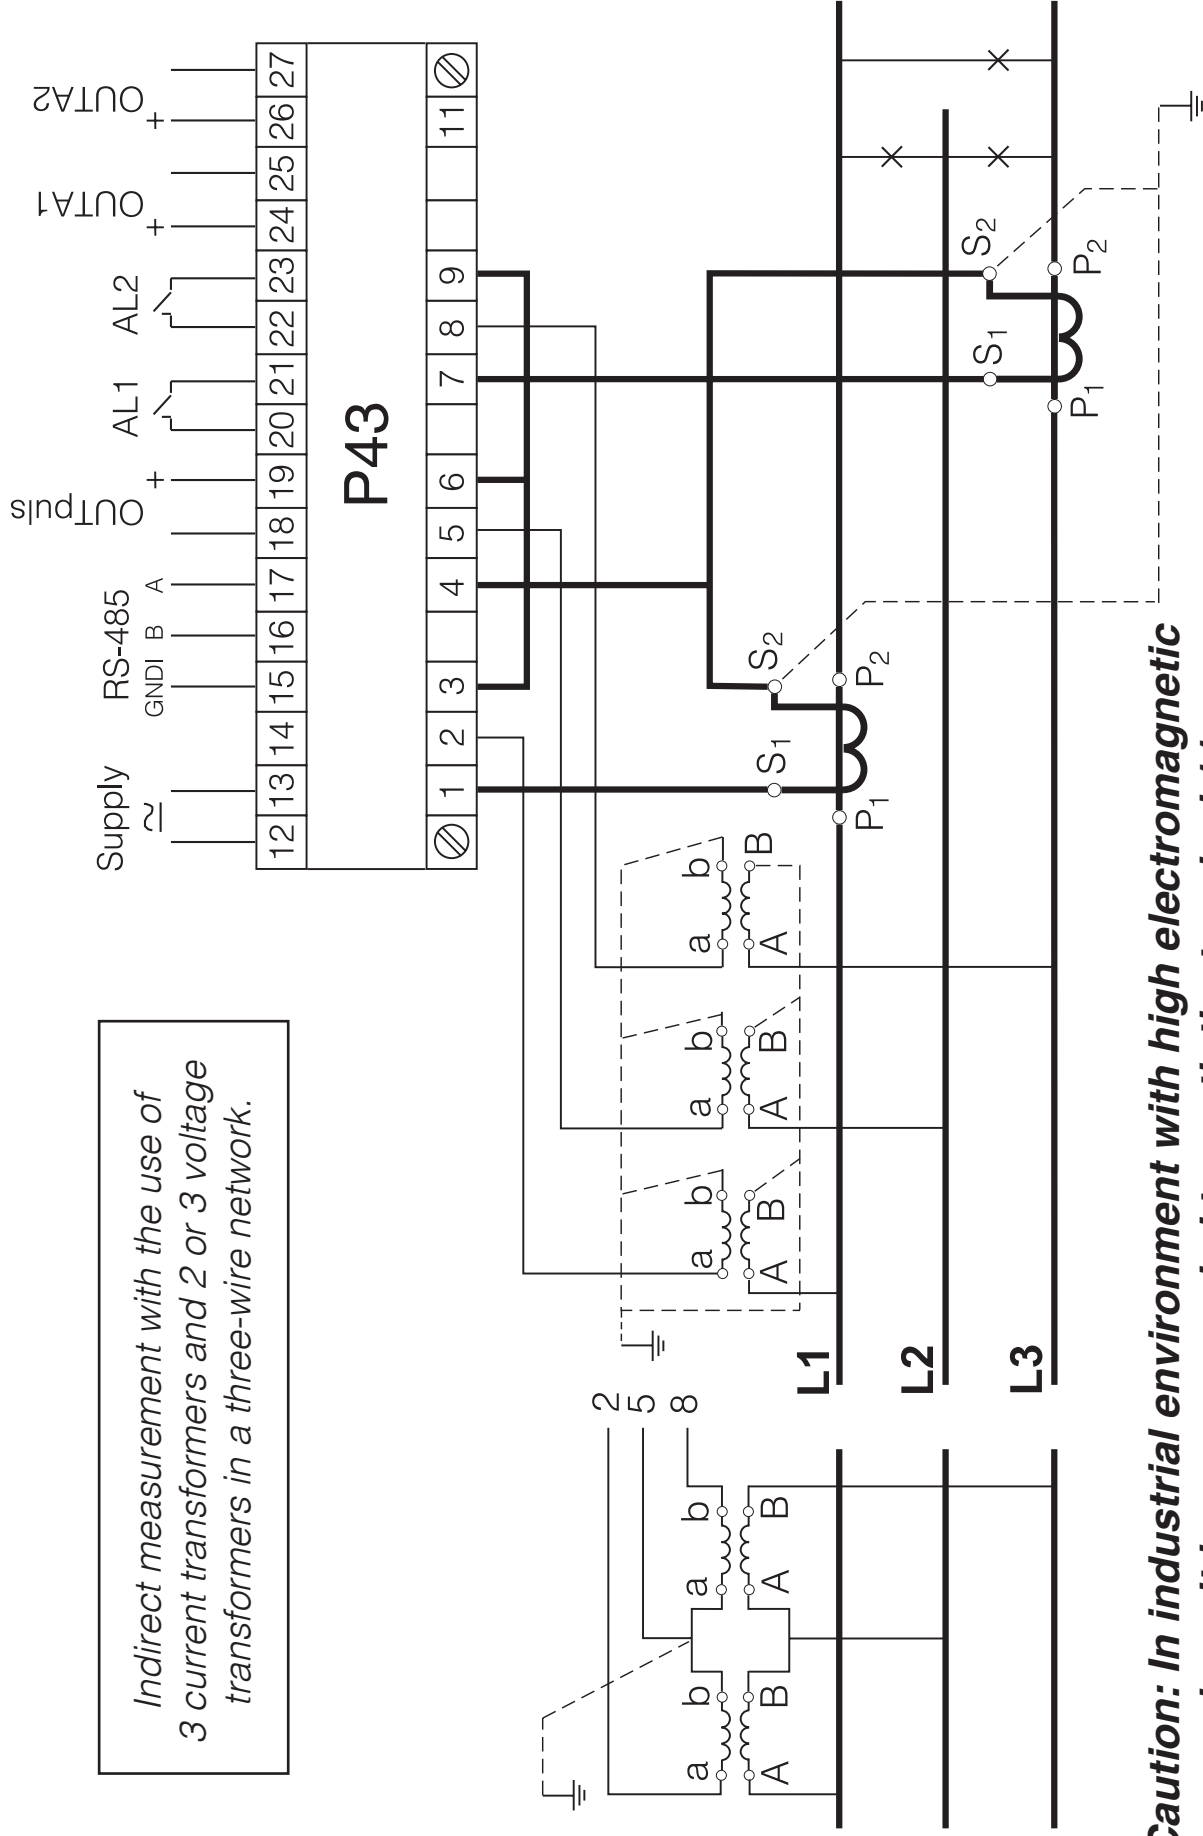 Indirect measurement with the use of
3 current transformers and 2 or 3 voltage
transformers in a three-wire network.
Supply
RS-485
OUTpuls
AL1
AL2
OUTA1
OUTA2
≂
GNDI B A
+
+
+
12 13 14 15 16 17 18 19 20 21 22 23 24 25 26 27
P43
1 2 3 4 5 6 7 8 9 11
2
5
8
a b a b
A B A B
a b a b a b
A B A B A B
S1 S2
P1 P2
S1 S2
P1 P2
L1
L2
L3
Caution: In industrial environment with high electromagnetic